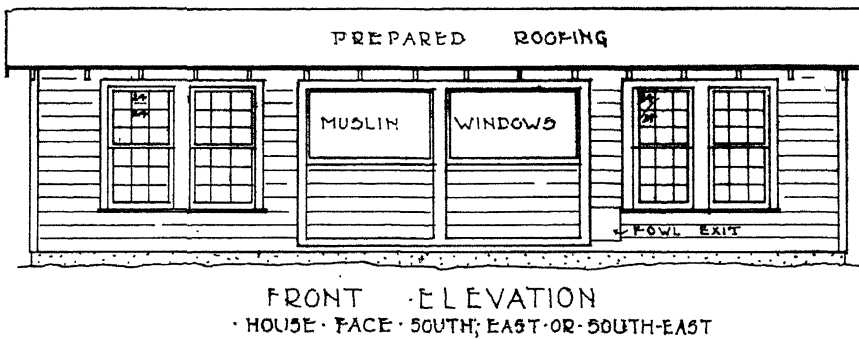 PREPARED ROOFING
MUSLIN WINDOWS
FOWL EXIT
FRONT · ELEVATION
· HOUSE · FACE · SOUTH; EAST · OR · SOUTH-EAST